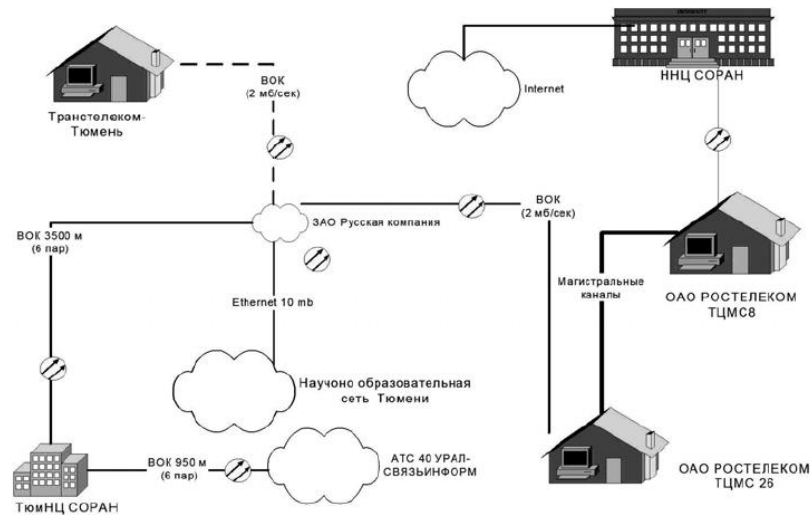 UNIVERSITY
ННЦ СОРАН
Internet
ВОК
(2 мб/сек)
Транстелеком-
Тюмень
ВОК
(2 мб/сек)
ЗАО Русская компания
ВОК 3500 м
(6 пар)
Магистральные
каналы
ОАО РОСТЕЛЕКОМ
ТЦМС8
Ethernet 10 mb
Научоно образовательная
сеть Тюмени
АТС 40 УРАЛ-
СВЯЗЬИНФОРМ
ВОК 950 м
(6 пар)
ТюмНЦ СОРАН
ОАО РОСТЕЛЕКОМ
ТЦМС 26